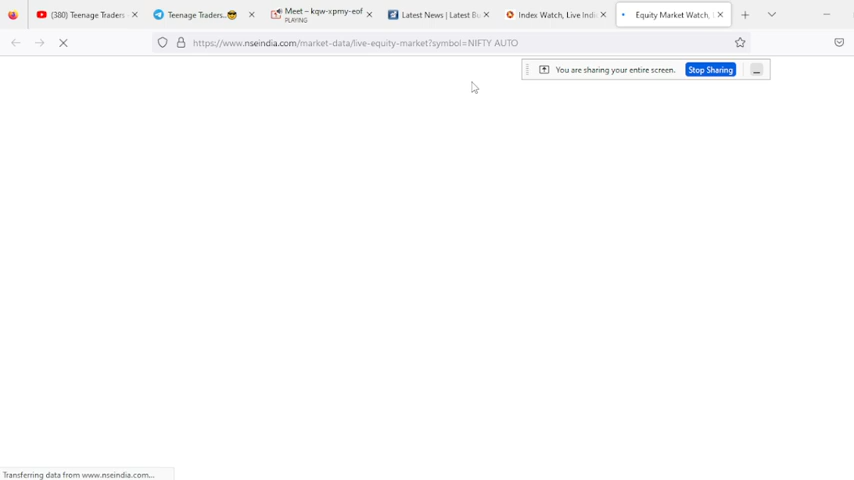 (380) Teenage Traders
Teenage Traders..😎
Meet – kqw-xpmy-eof
PLAYING
Latest News | Latest Bu
Index Watch, Live Indic
Equity Market Watch,
https://www.nseindia.com/market-data/live-equity-market?symbol=NIFTY AUTO
You are sharing your entire screen.
Stop Sharing
Transferring data from www.nseindia.com...